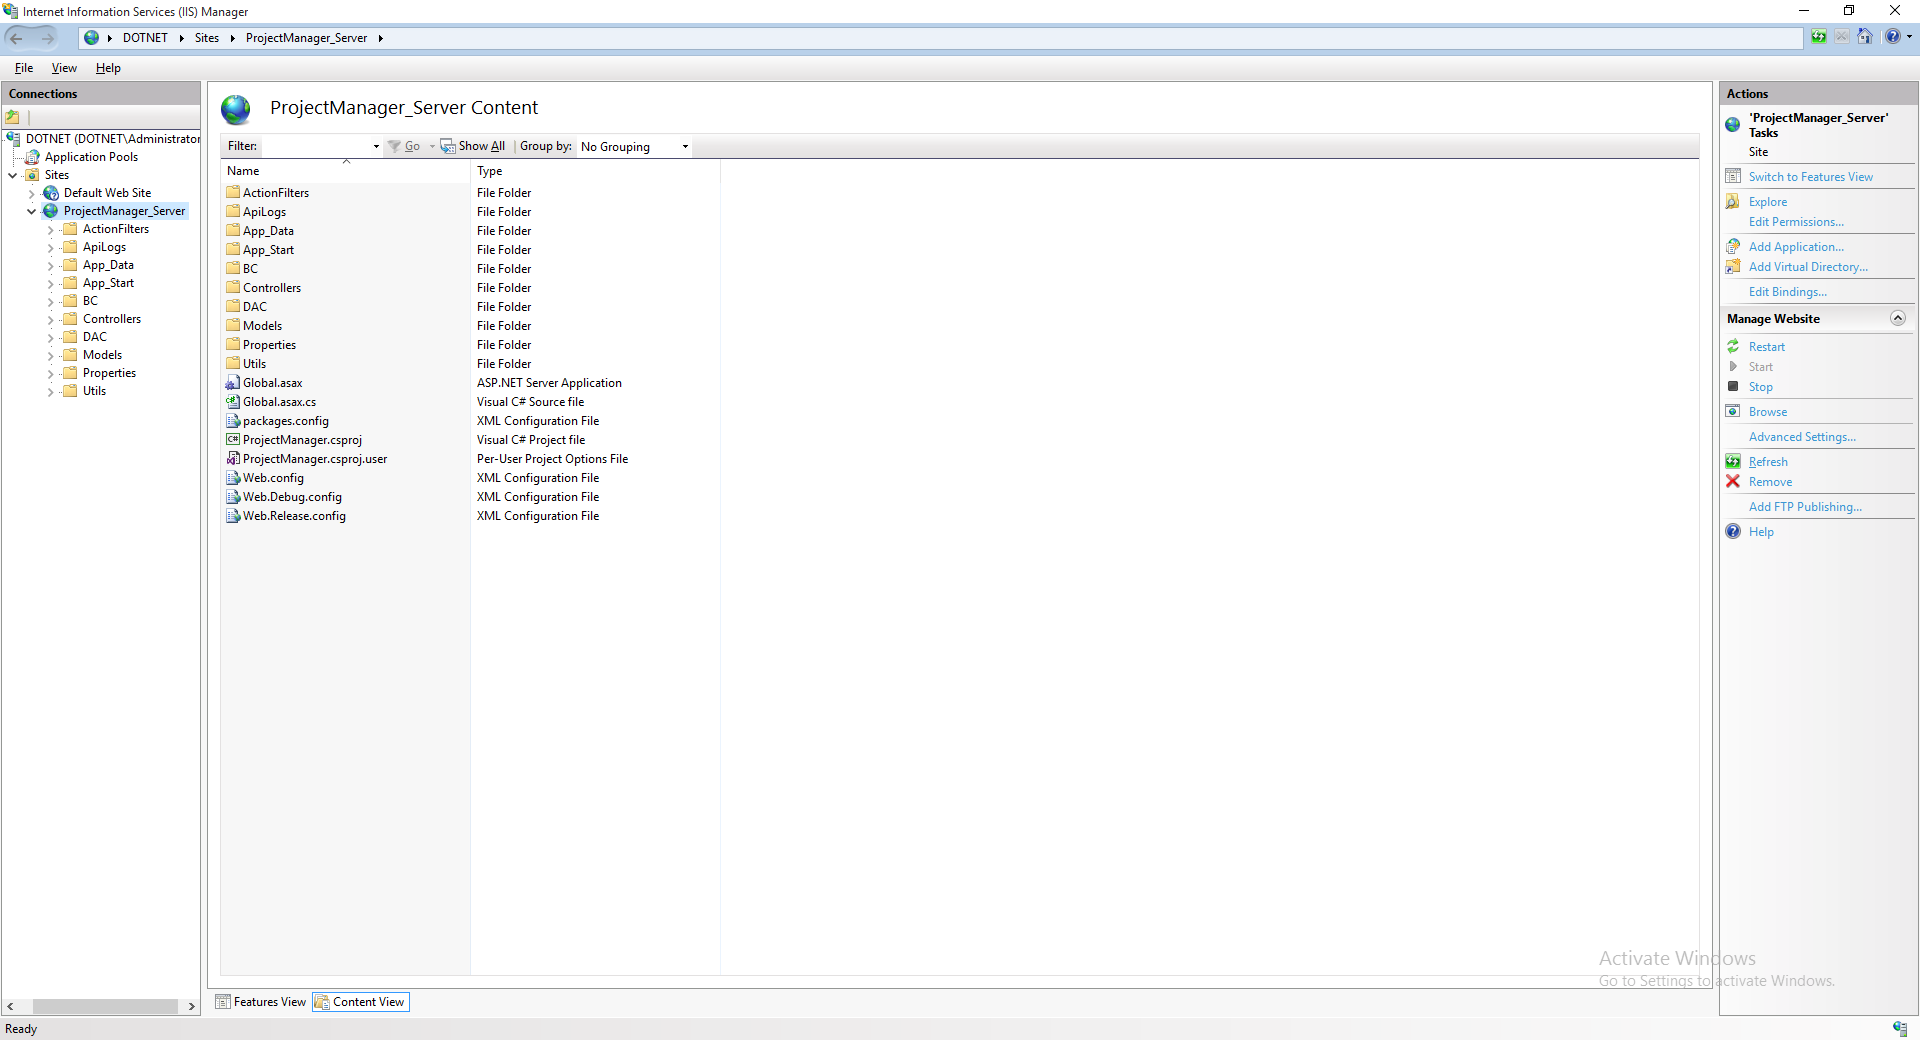 Internet Information Services (IIS) Manager
DOTNET
Sites
ProjectManager_Server
File View Help
Connections
DOTNET (DOTNET\Administrator
Application Pools
Sites
Default Web Site
ProjectManager_Server
ActionFilters
ApiLogs
App_Data
App_Start
BC
Controllers
DAC
Models
Properties
Utils
ProjectManager_Server Content
Filter: Go Show All Group by: No Grouping
Name Type
ActionFilters File Folder
ApiLogs File Folder
App_Data File Folder
App_Start File Folder
BC File Folder
Controllers File Folder
DAC File Folder
Models File Folder
Properties File Folder
Utils File Folder
Global.asax ASP.NET Server Application
Global.asax.cs Visual C# Source file
packages.config XML Configuration File
ProjectManager.csproj Visual C# Project file
ProjectManager.csproj.user Per-User Project Options File
Web.config XML Configuration File
Web.Debug.config XML Configuration File
Web.Release.config XML Configuration File
Features View Content View
Actions
'ProjectManager_Server'
Tasks
Site
Switch to Features View
Explore
Edit Permissions...
Add Application...
Add Virtual Directory...
Edit Bindings...
Manage Website
Restart
Start
Stop
Browse
Advanced Settings...
Refresh
Remove
Add FTP Publishing...
Help
Activate Windows
Go to Settings to activate Windows.
Ready